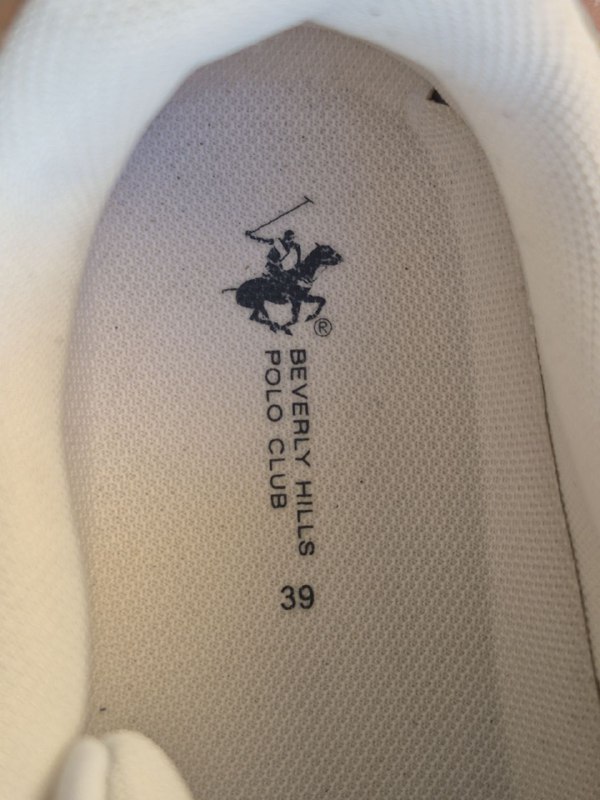 ®
BEVERLY HILLS
POLO CLUB
39